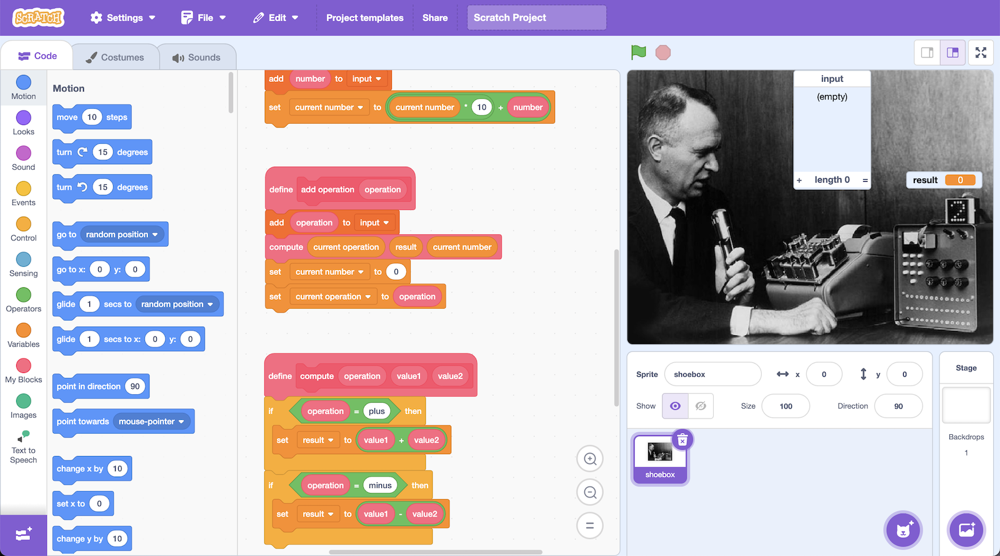 SCRATCH
Settings
File
Edit
Project templates
Share
Scratch Project
Code
Costumes
Sounds
Motion
Looks
Sound
Events
Control
Sensing
Operators
Variables
My Blocks
Images
Text to
Speech
Motion
move 10 steps
turn 15 degrees
turn 15 degrees
go to random position
go to x: 0 y: 0
glide 1 secs to random position
glide 1 secs to x: 0 y: 0
point in direction 90
point towards mouse-pointer
change x by 10
set x to 0
change y by 10
add number to input
set current number to current number * 10 + number
define add operation operation
add operation to input
compute current operation result current number
set current number to 0
set current operation to operation
define compute operation value1 value2
if operation = plus then
set result to value1 + value2
if operation = minus then
set result to value1 - value2
input
(empty)
+ length 0 =
result 0
2
Sprite shoebox x 0 y 0
Show Size 100 Direction 90
shoebox
Stage
Backdrops
1